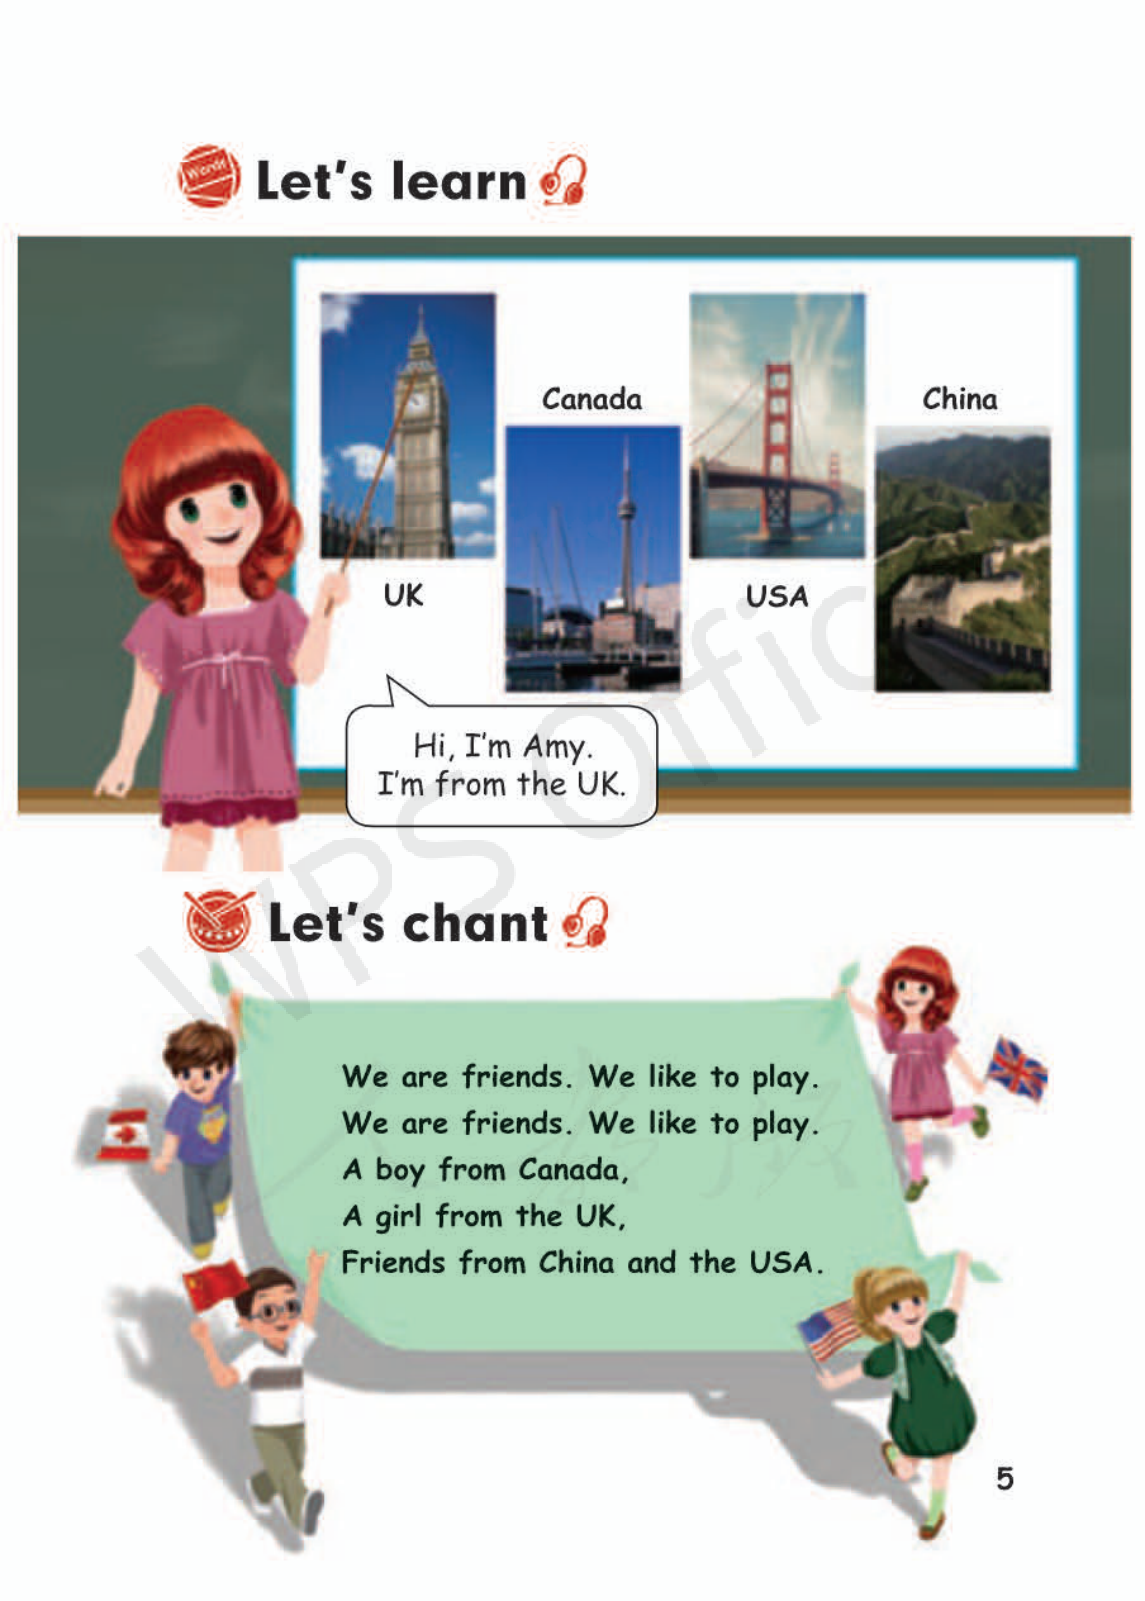 Words
Let's learn
Canada
China
UK
USA
Hi, I'm Amy.
I'm from the UK.
Let's chant
We are friends. We like to play.
We are friends. We like to play.
A boy from Canada,
A girl from the UK,
Friends from China and the USA.
5
WPS Office